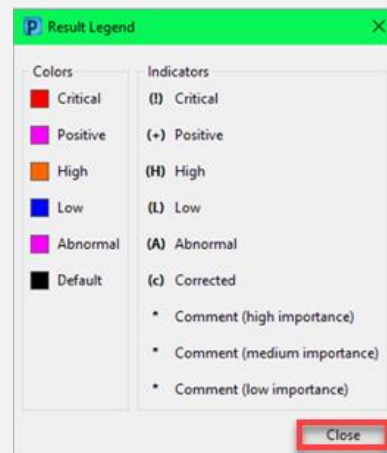 P Result Legend
Colors
Critical
Positive
High
Low
Abnormal
Default
Indicators
(!) Critical
(+) Positive
(H) High
(L) Low
(A) Abnormal
(c) Corrected
* Comment (high importance)
* Comment (medium importance)
* Comment (low importance)
Close